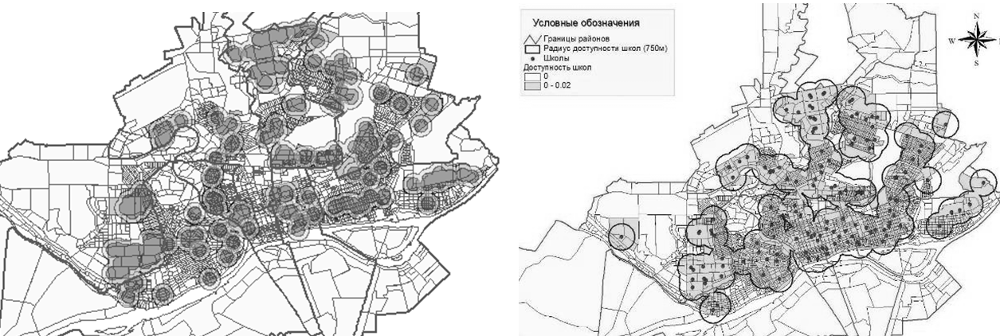 Условные обозначения
Границы районов
Радиус доступности школ (750м)
Школы
Доступность школ
0
0 - 0.02
N
W
S